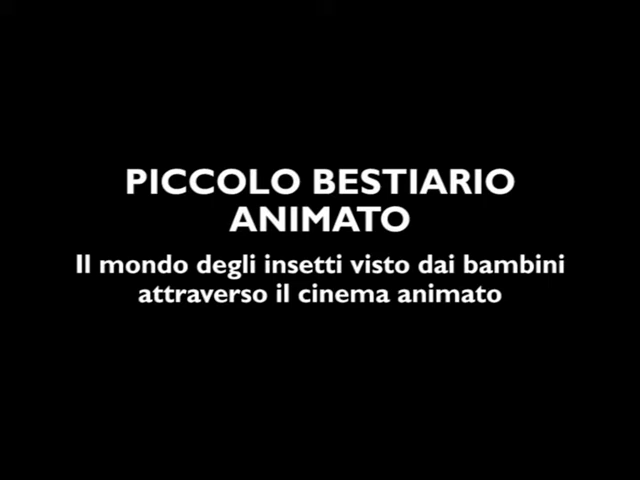 PICCOLO BESTIARIO
ANIMATO
Il mondo degli insetti visto dai bambini
attraverso il cinema animato